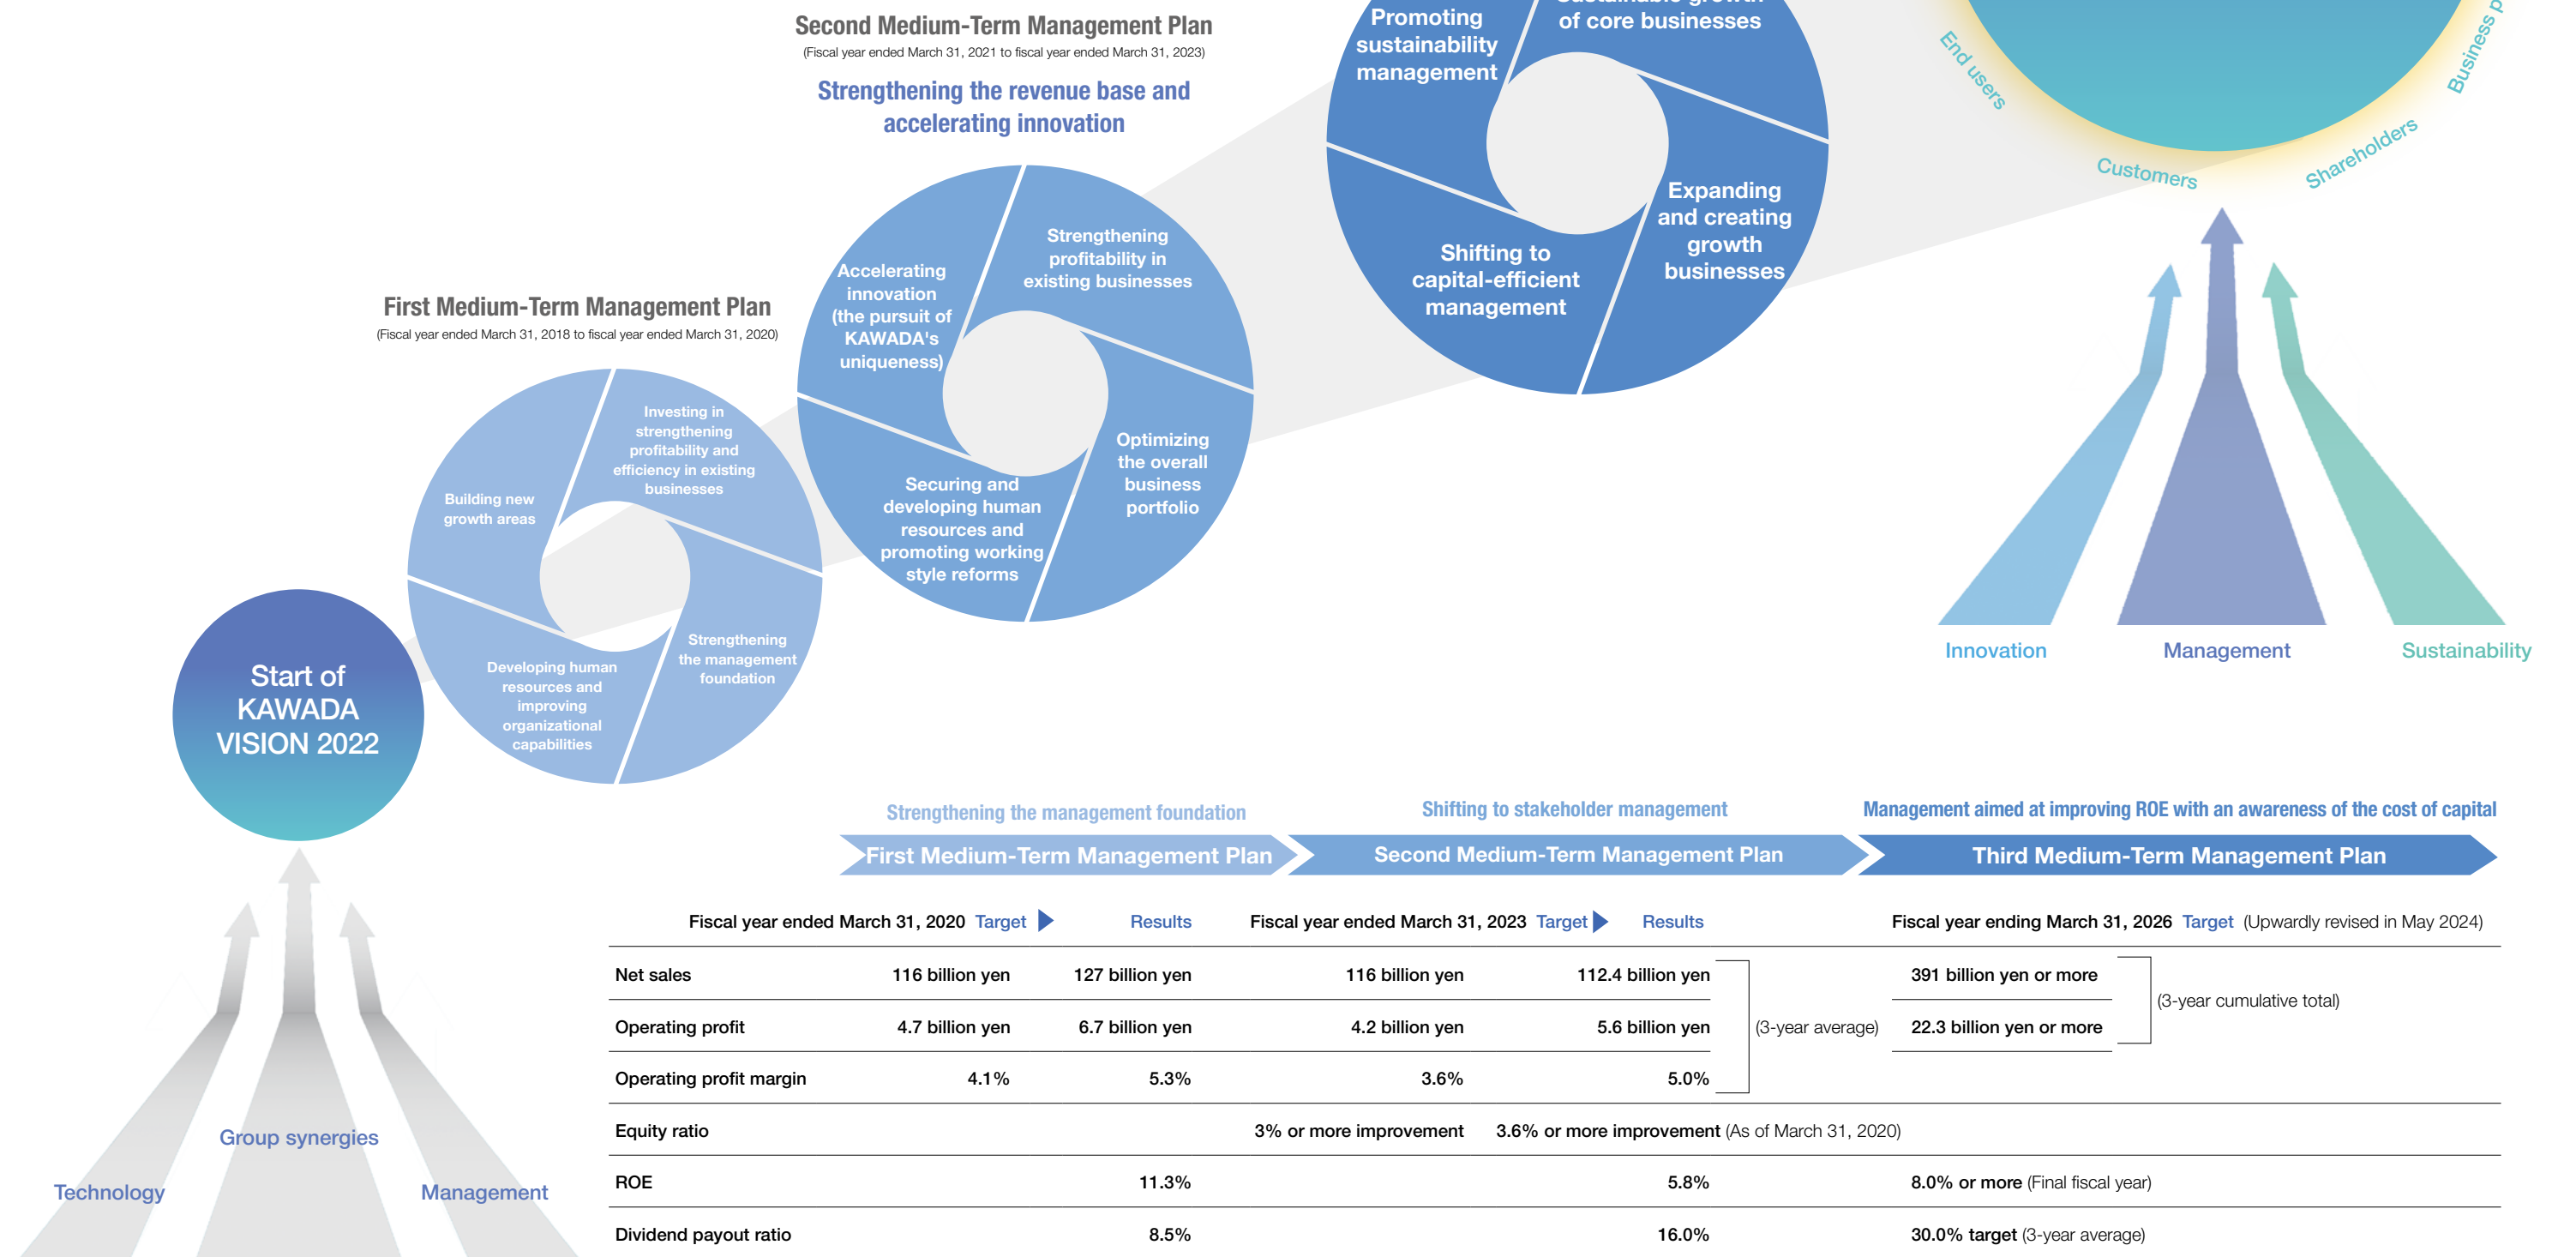 Second Medium-Term Management Plan
(Fiscal year ended March 31, 2021 to fiscal year ended March 31, 2023)
Strengthening the revenue base and
accelerating innovation
Promoting
sustainability
management
Sustainable growth
of core businesses
Expanding
and creating
growth
businesses
Shifting to
capital-efficient
management
End users
Customers
Shareholders
Business
Accelerating
innovation
(the pursuit of
KAWADA's
uniqueness)
Strengthening
profitability in
existing businesses
Optimizing
the overall
business
portfolio
Securing and
developing human
resources and
promoting working
style reforms
First Medium-Term Management Plan
(Fiscal year ended March 31, 2018 to fiscal year ended March 31, 2020)
Building new
growth areas
Investing in
strengthening
profitability and
efficiency in existing
businesses
Strengthening
the management
foundation
Developing human
resources and
improving
organizational
capabilities
Start of
KAWADA
VISION 2022
Innovation
Management
Sustainability
Group synergies
Technology
Management
Strengthening the management foundation
Shifting to stakeholder management
Management aimed at improving ROE with an awareness of the cost of capital
First Medium-Term Management Plan
Second Medium-Term Management Plan
Third Medium-Term Management Plan
Fiscal year ended March 31, 2020 Target Results Fiscal year ended March 31, 2023 Target Results Fiscal year ending March 31, 2026 Target (Upwardly revised in May 2024)
Net sales 116 billion yen 127 billion yen 116 billion yen 112.4 billion yen 391 billion yen or more
(3-year cumulative total)
Operating profit 4.7 billion yen 6.7 billion yen 4.2 billion yen 5.6 billion yen (3-year average) 22.3 billion yen or more
Operating profit margin 4.1% 5.3% 3.6% 5.0%
Equity ratio 3% or more improvement 3.6% or more improvement (As of March 31, 2020)
ROE 11.3% 5.8% 8.0% or more (Final fiscal year)
Dividend payout ratio 8.5% 16.0% 30.0% target (3-year average)